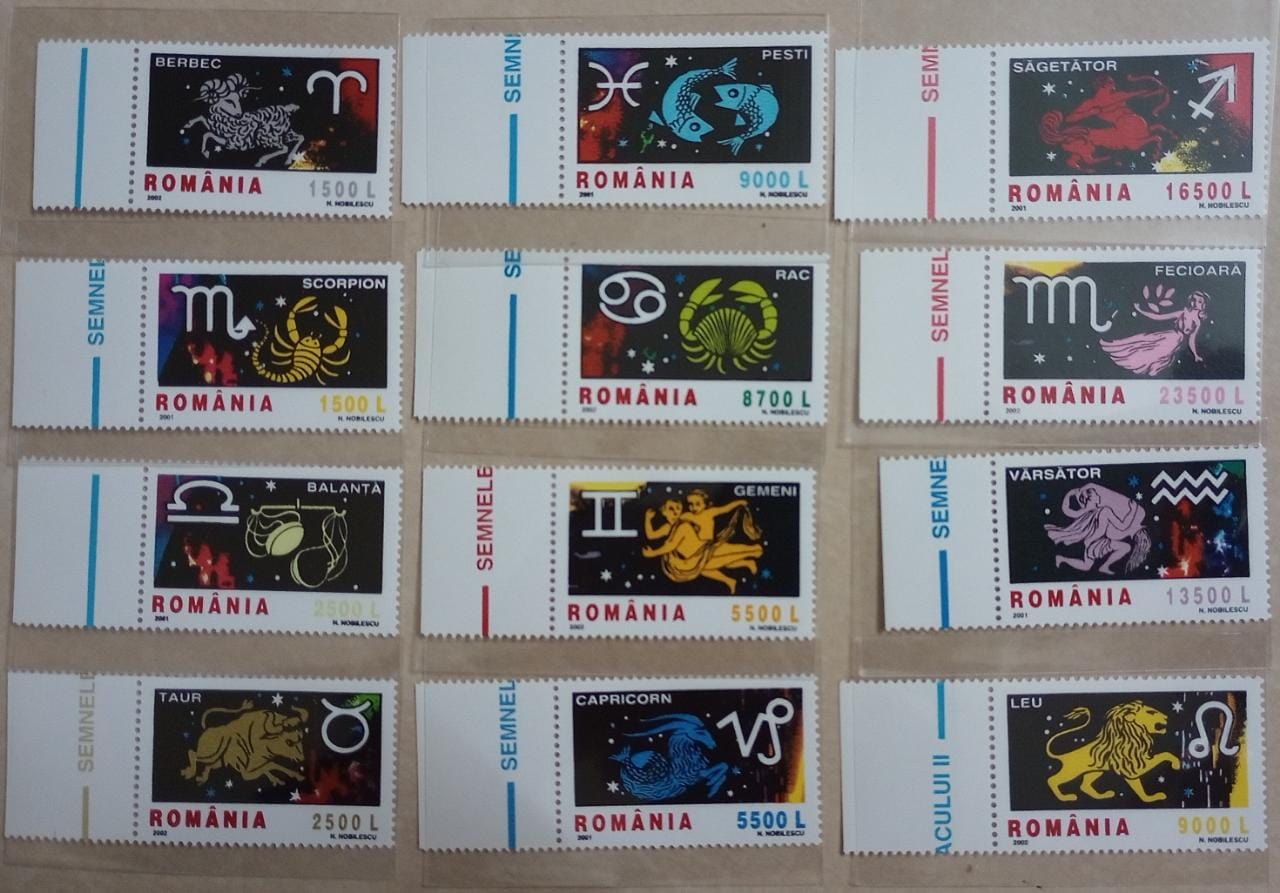 BERBEC
ROMÂNIA 1500 L
2002 N. NOBILESCU
SEMN
PESTI
ROMÂNIA 9000 L
2001 N. NOBILESCU
SEM
SĂGETĂTOR
ROMÂNIA 16500 L
2001 N. NOBILESCU
SEMNEL
SCORPION
ROMÂNIA 1500 L
2001 N. NOBILESCU
SE
RAC
ROMÂNIA 8700 L
2002 N. NOBILESCU
SEMNEL
FECIOARĂ
ROMÂNIA 23500 L
2002 N. NOBILESCU
BALANȚĂ
ROMÂNIA 2500 L
2001 N. NOBILESCU
SEMNELE
GEMENI
ROMÂNIA 5500 L
2002 N. NOBILESCU
SEMNE
VĂRSĂTOR
ROMÂNIA 13500 L
2001 N. NOBILESCU
SEMNELE
TAUR
ROMÂNIA 2500 L
2002 N. NOBILESCU
SEMNEL
CAPRICORN
ROMÂNIA 5500 L
2001 N. NOBILESCU
ACULUI II
LEU
ROMÂNIA 9000 L
2002 N. NOBILESCU